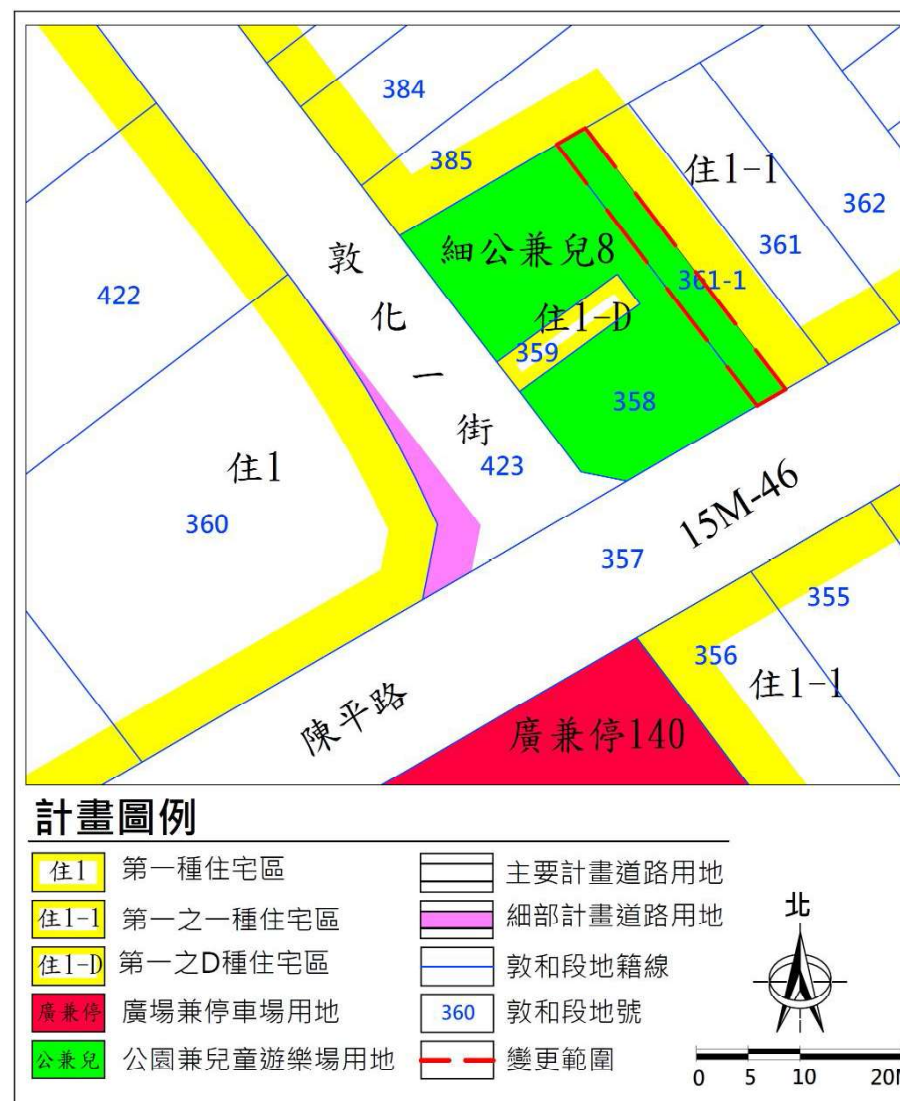 384
385
住1-1
362
361
敦化一街
細公兼兒8
361-1
422
住1-D
359
358
住1
423
360
15M-46
357
355
356
住1-1
陳平路
廣兼停140
計畫圖例
住1 第一種住宅區
住1-1 第一之一種住宅區
住1-D 第一之D種住宅區
廣兼停 廣場兼停車場用地
公兼兒 公園兼兒童遊樂場用地
主要計畫道路用地
細部計畫道路用地
敦和段地籍線
360 敦和段地號
變更範圍
北
0 5 10 20